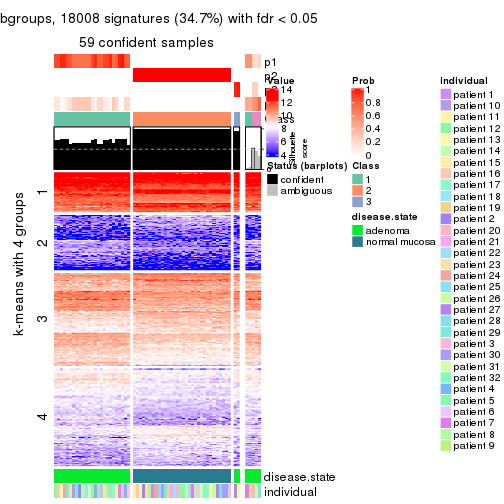 bgroups, 18008 signatures (34.7%) with fdr < 0.05
59 confident samples
p1
p2
Value
14
12
10
8
6
4
Silhouette
score
Prob
1
0.8
0.6
0.4
0.2
0
Status (barplots)
confident
ambiguous
Class
1
2
3
disease.state
adenoma
normal mucosa
individual
patient 1
patient 10
patient 11
patient 12
patient 13
patient 14
patient 15
patient 16
patient 17
patient 18
patient 19
patient 2
patient 20
patient 21
patient 22
patient 23
patient 24
patient 25
patient 26
patient 27
patient 28
patient 29
patient 3
patient 30
patient 31
patient 32
patient 4
patient 5
patient 6
patient 7
patient 8
patient 9
k-means with 4 groups
1
2
3
4
disease.state
individual